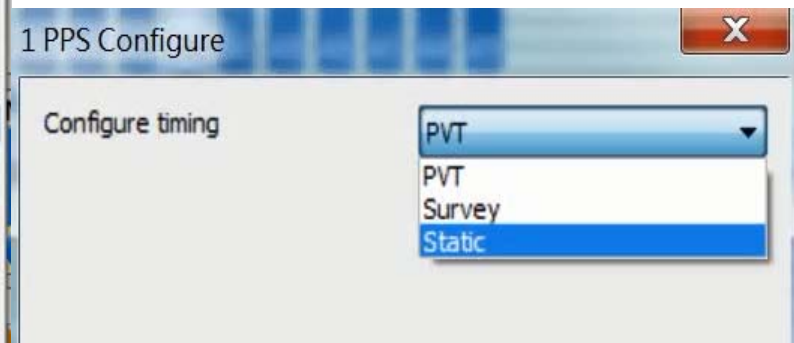 1 PPS Configure
X
Configure timing
PVT
PVT
Survey
Static